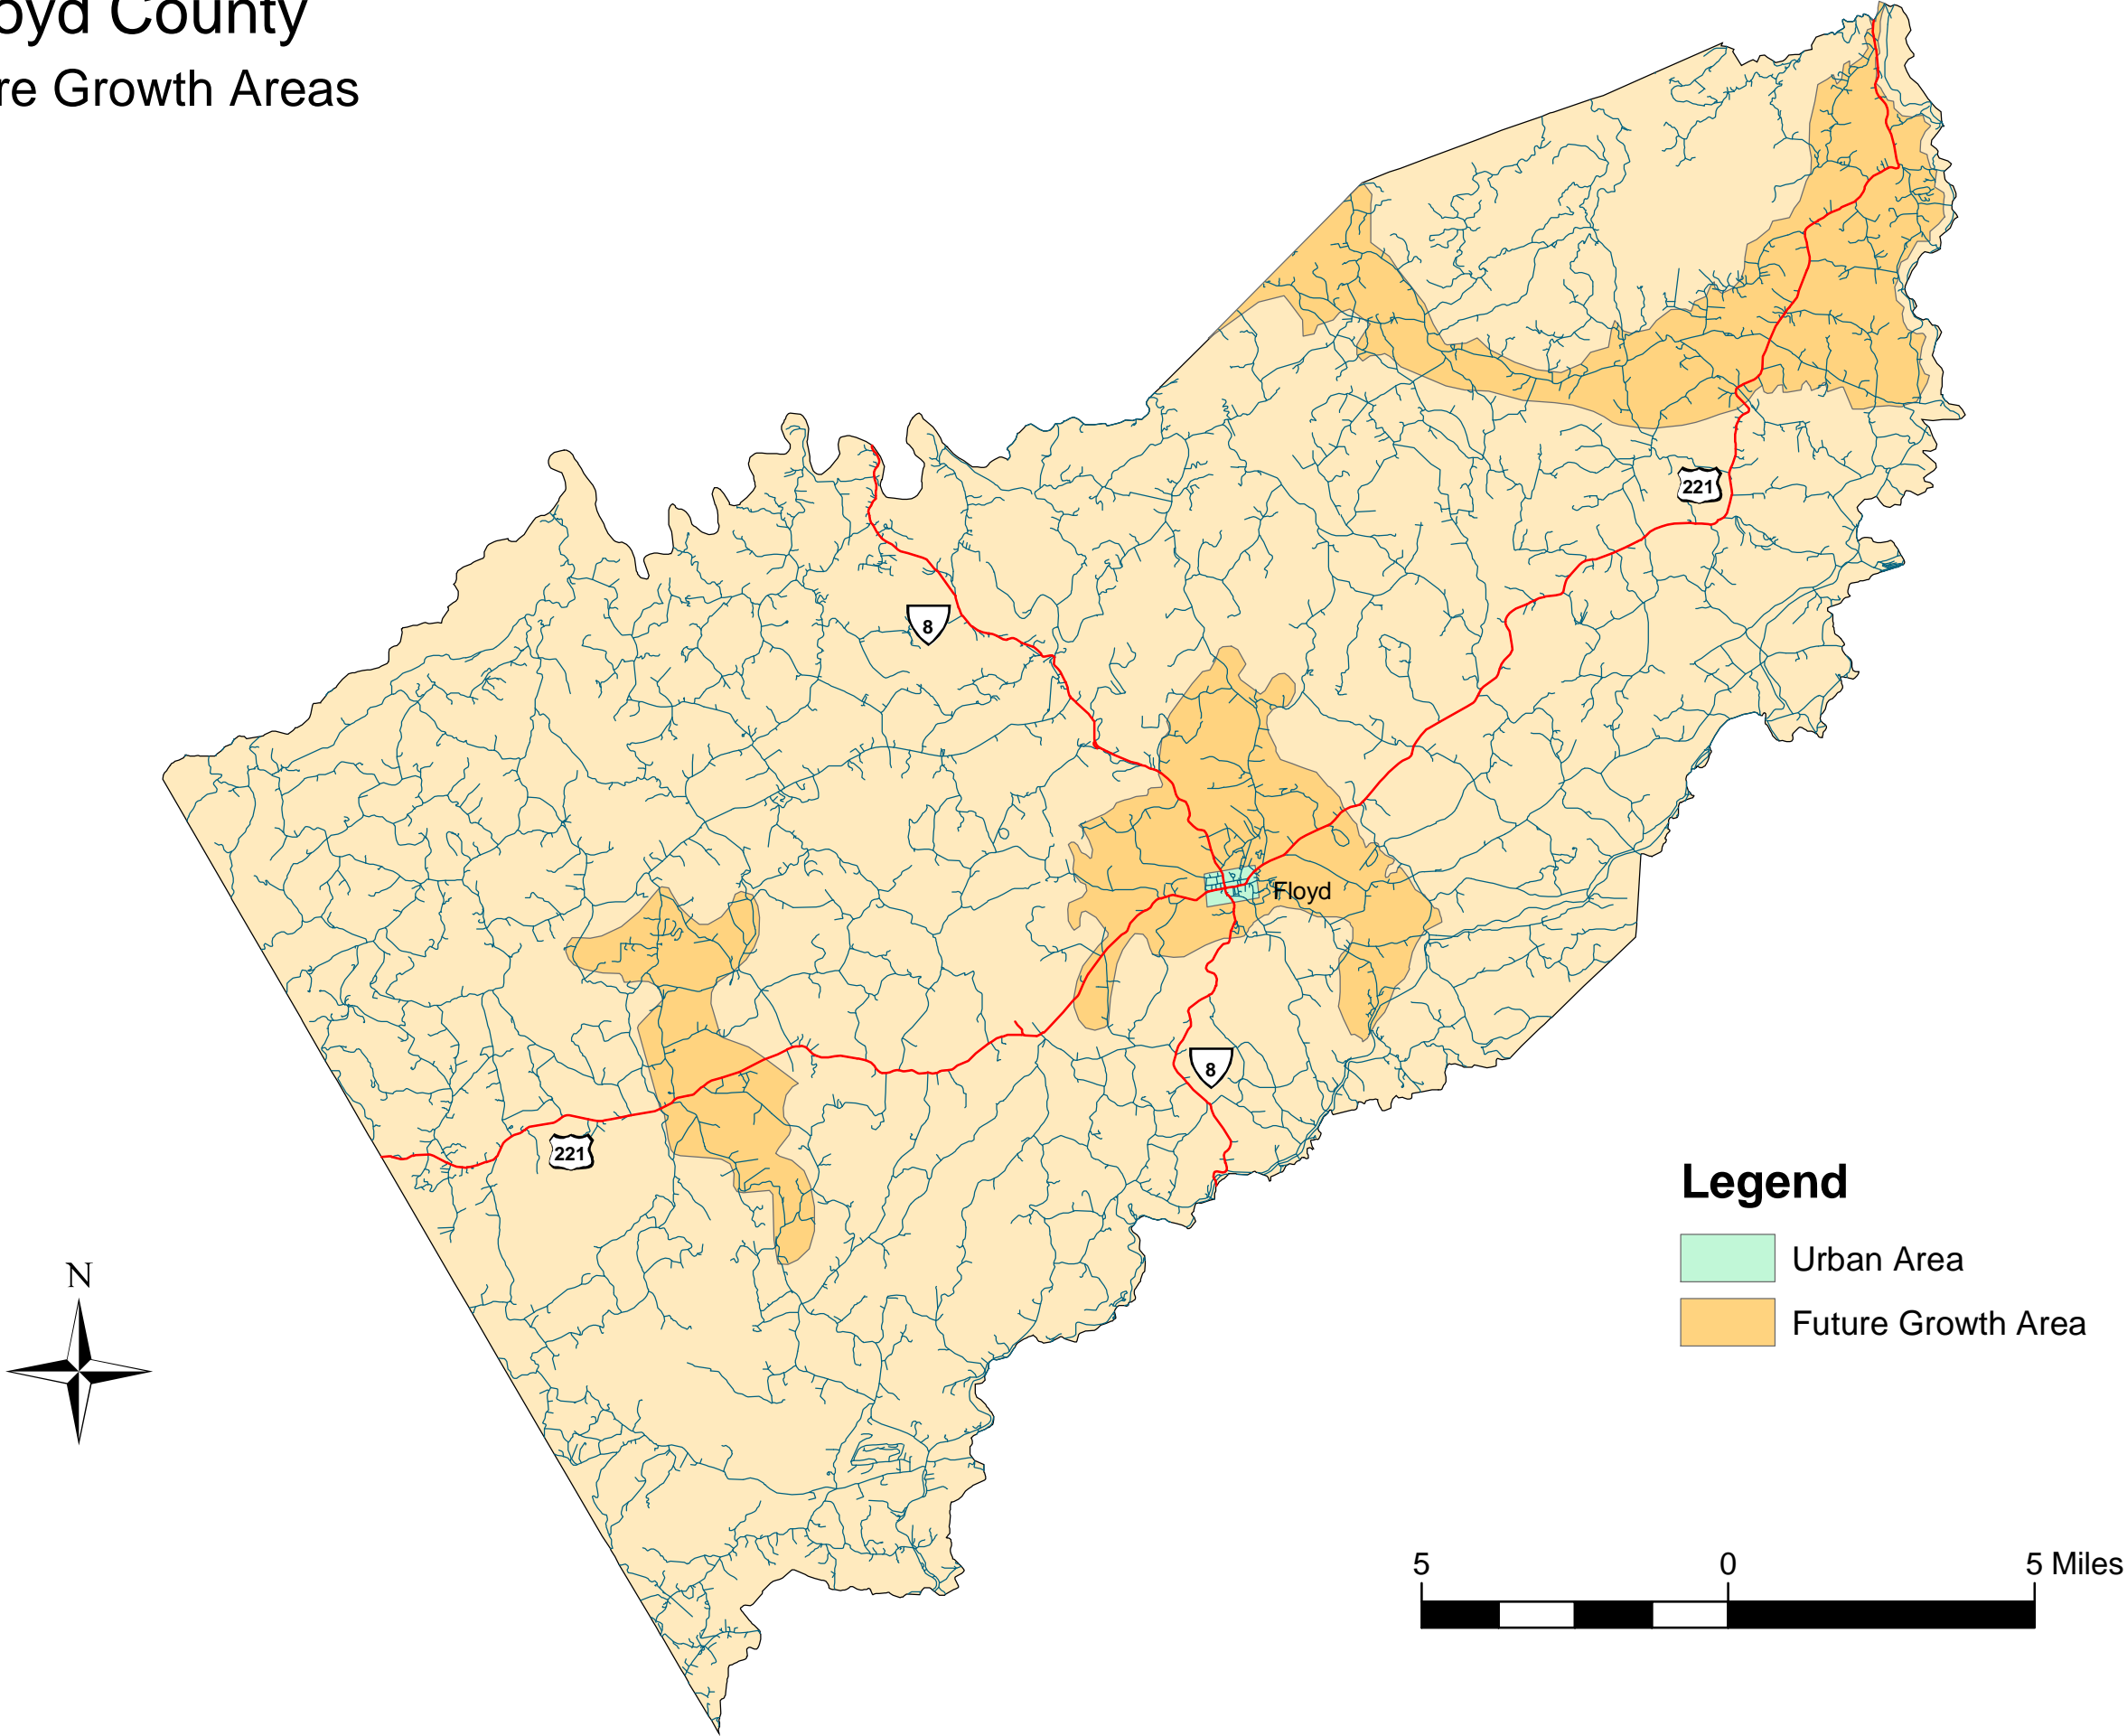 oyd County
re Growth Areas
221
8
Floyd
8
221
Legend
Urban Area
Future Growth Area
N
5 0 5 Miles